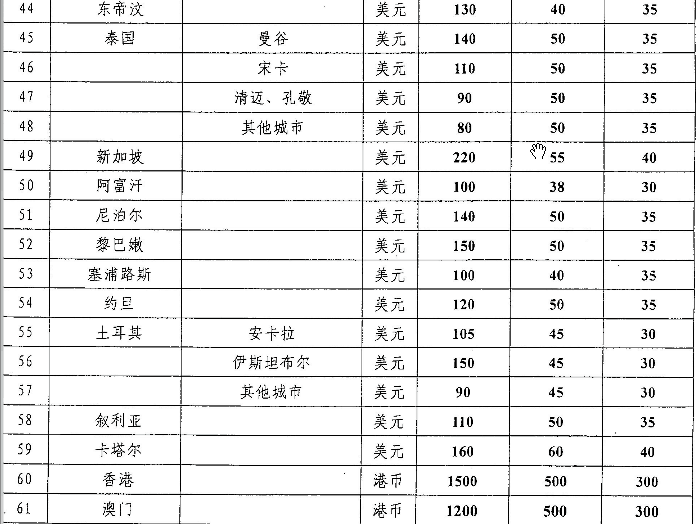 44 东帝汶 美元 130 40 35
45 泰国 曼谷 美元 140 50 35
46 宋卡 美元 110 50 35
47 清迈、孔敬 美元 90 50 35
48 其他城市 美元 80 50 35
49 新加坡 美元 220 55 40
50 阿富汗 美元 100 38 30
51 尼泊尔 美元 140 50 35
52 黎巴嫩 美元 150 50 35
53 塞浦路斯 美元 100 40 35
54 约旦 美元 120 50 35
55 土耳其 安卡拉 美元 105 45 30
56 伊斯坦布尔 美元 150 45 30
57 其他城市 美元 90 45 30
58 叙利亚 美元 110 50 35
59 卡塔尔 美元 160 60 40
60 香港 港币 1500 500 300
61 澳门 港币 1200 500 300